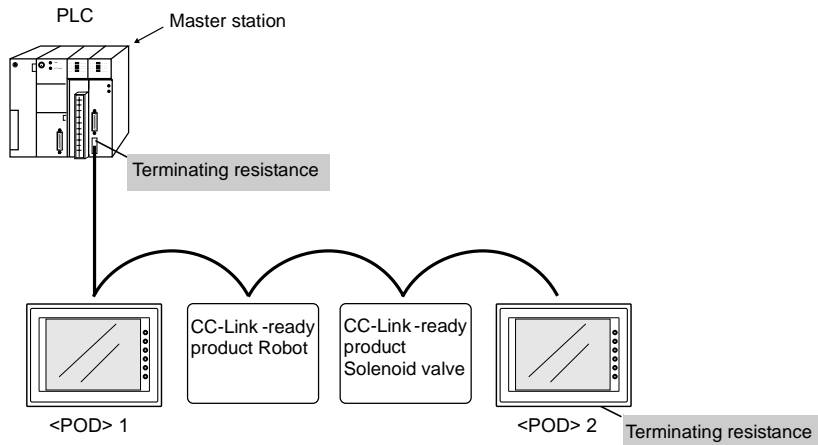 PLC
Master station
Terminating resistance
CC-Link -ready
product Robot
CC-Link -ready
product
Solenoid valve
<POD> 1
<POD> 2
Terminating resistance